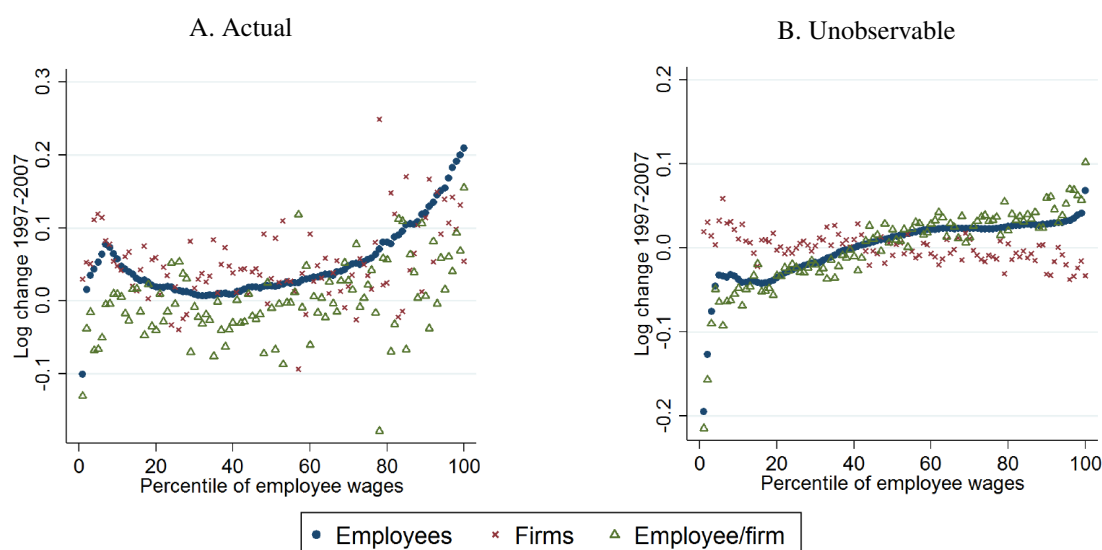 A. Actual
B. Unobservable
Log change 1997-2007
0.3
0.2
0.1
0.0
-0.1
0 20 40 60 80 100
Percentile of employee wages
Log change 1997-2007
0.2
0.1
0.0
-0.1
-0.2
0 20 40 60 80 100
Percentile of employee wages
Employees Firms Employee/firm